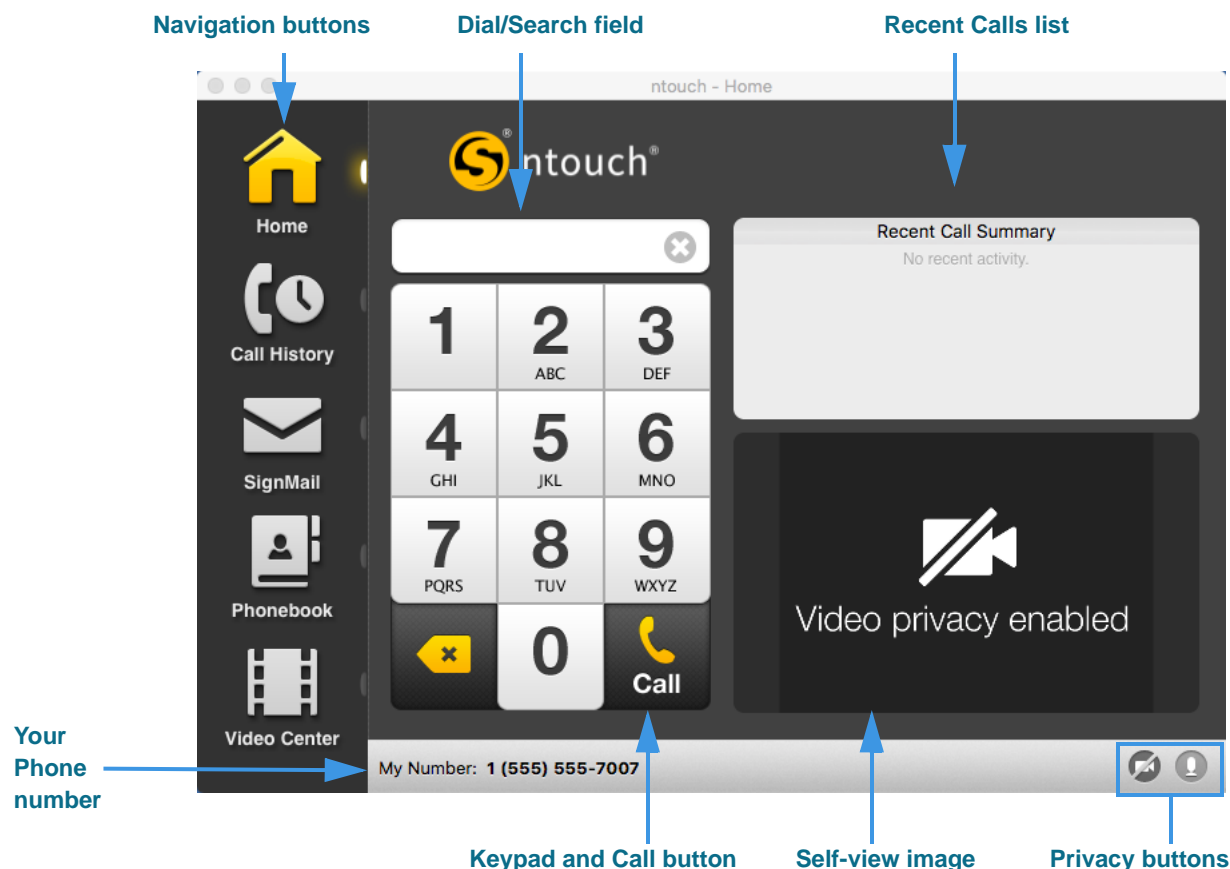 Navigation buttons
Dial/Search field
Recent Calls list
ntouch - Home
S® ntouch®
Home
Call History
SignMail
Phonebook
Video Center
1
2
3
ABC
DEF
4
5
6
GHI
JKL
MNO
7
8
9
PQRS
TUV
WXYZ
0
Call
Recent Call Summary
No recent activity.
Video privacy enabled
Your
Phone
number
My Number: 1 (555) 555-7007
Keypad and Call button
Self-view image
Privacy buttons